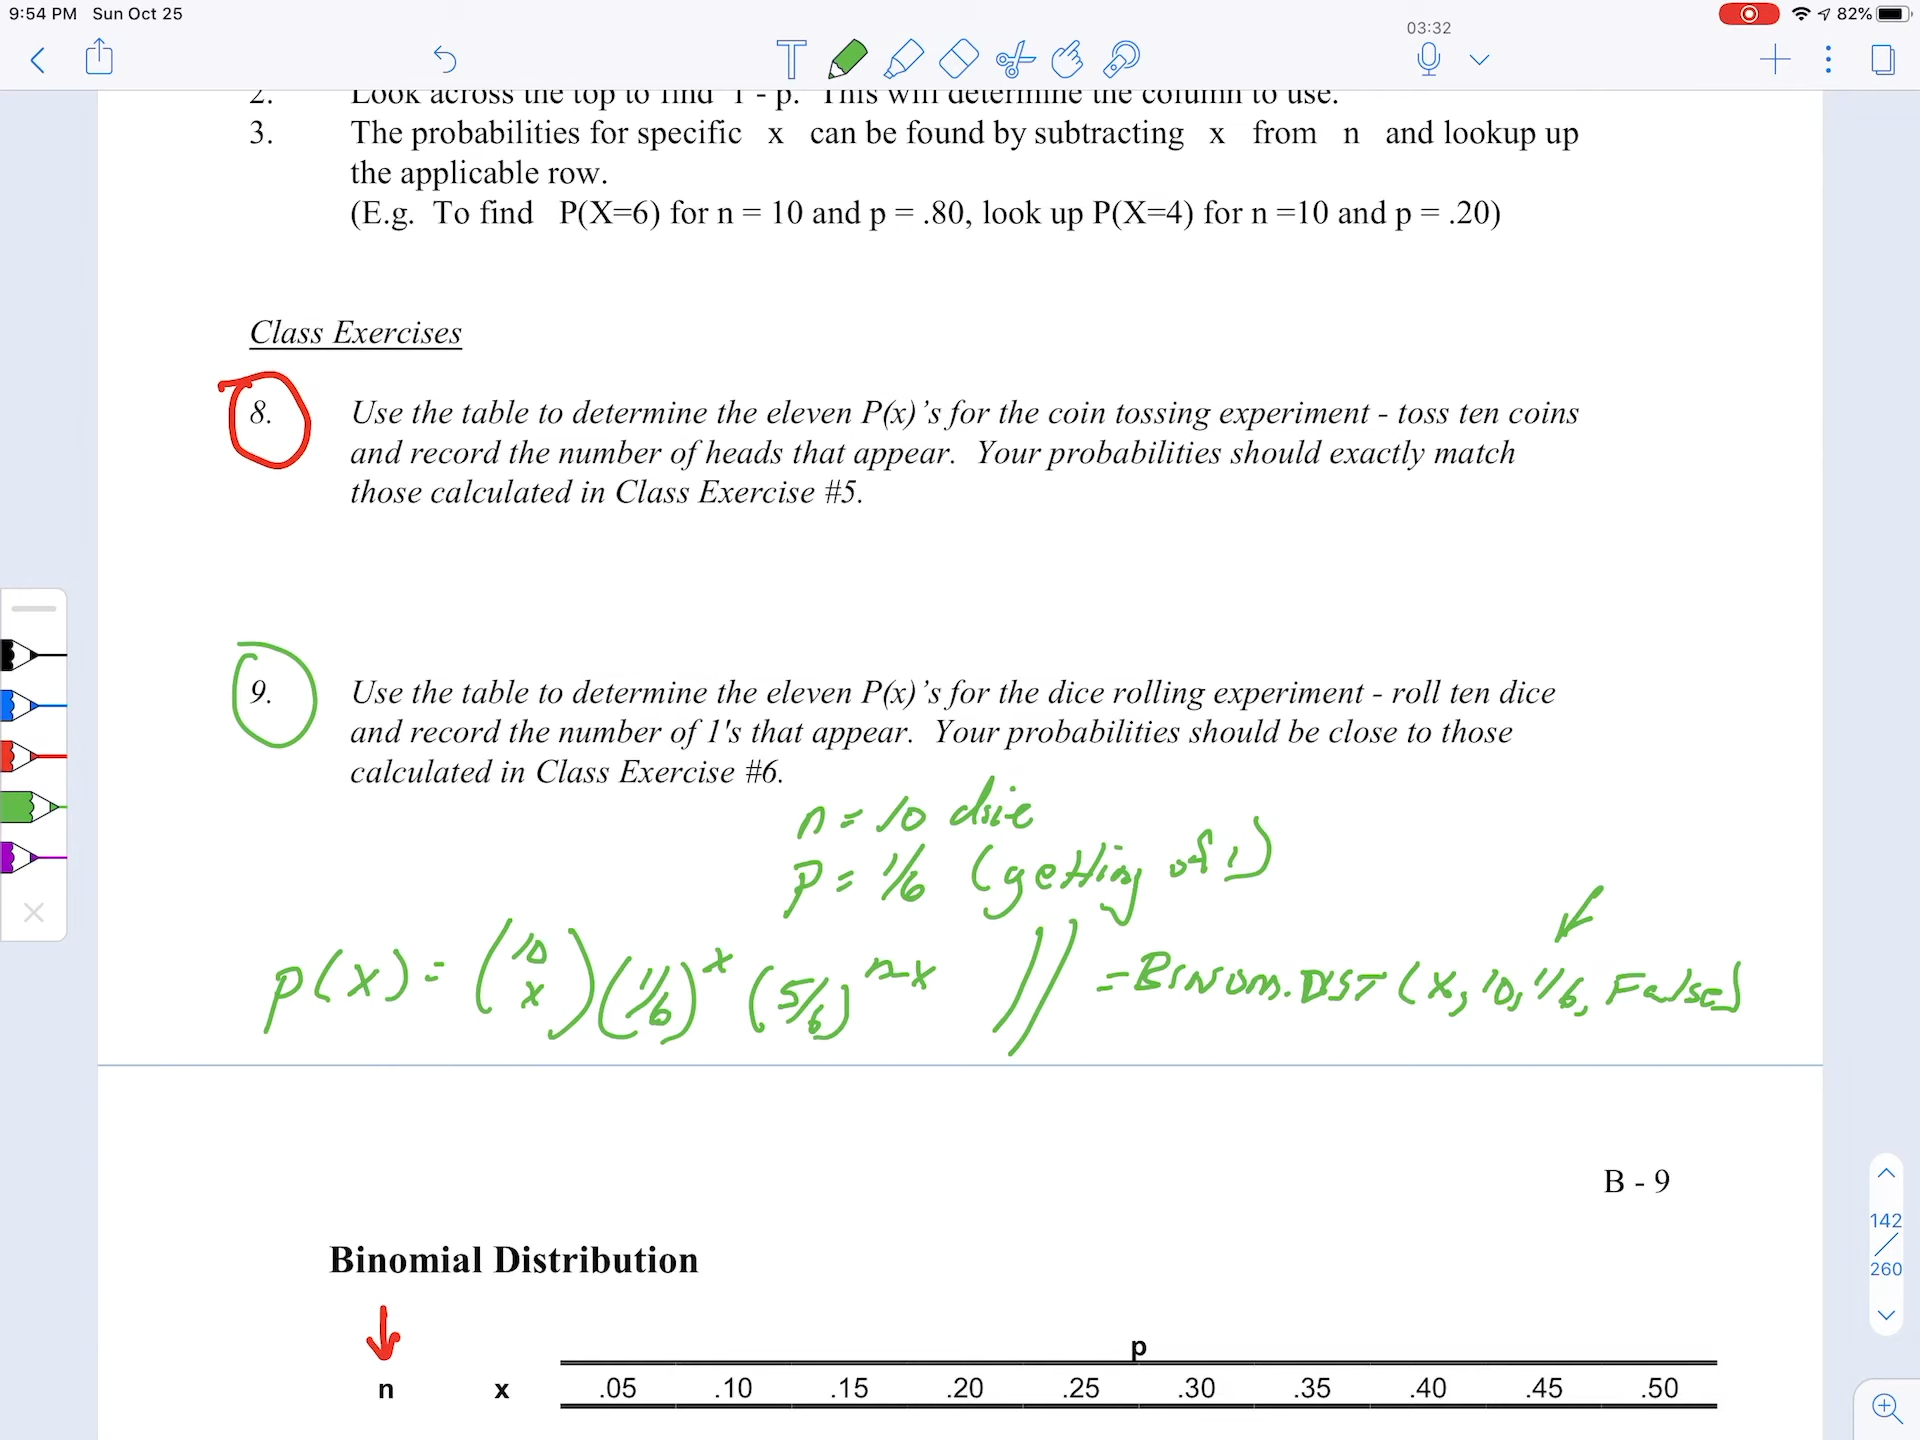 9:54 PM Sun Oct 25
82%
03:32
2. Look across the top to find 1 - p. This will determine the column to use.
3. The probabilities for specific x can be found by subtracting x from n and lookup up
the applicable row.
(E.g. To find P(X=6) for n = 10 and p = .80, look up P(X=4) for n =10 and p = .20)
Class Exercises
8. Use the table to determine the eleven P(x)'s for the coin tossing experiment - toss ten coins
and record the number of heads that appear. Your probabilities should exactly match
those calculated in Class Exercise #5.
9. Use the table to determine the eleven P(x)'s for the dice rolling experiment - roll ten dice
and record the number of 1's that appear. Your probabilities should be close to those
calculated in Class Exercise #6.
n = 10 dice
p = 1/6 (getting of 1)
p(x) = (10 x) (1/6)^x (5/6)^n-x // = BINOM.DIST (x, 10, 1/6, False)
B - 9
142
/
260
Binomial Distribution
p
n x .05 .10 .15 .20 .25 .30 .35 .40 .45 .50